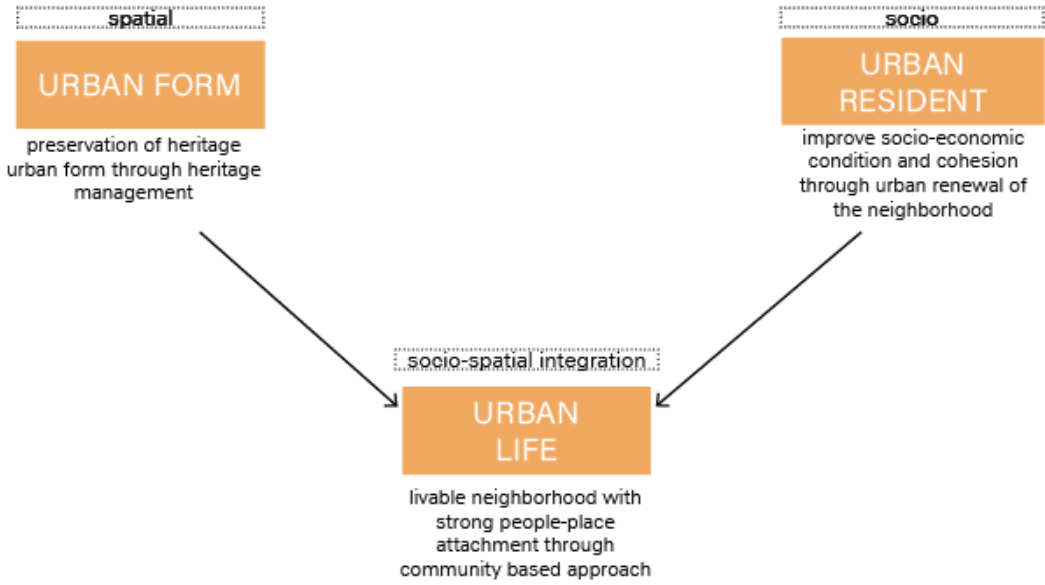 spatial
URBAN FORM
preservation of heritage
urban form through heritage
management
socio
URBAN
RESIDENT
improve socio-economic
condition and cohesion
through urban renewal of
the neighborhood
socio-spatial integration
URBAN
LIFE
livable neighborhood with
strong people-place
attachment through
community based approach